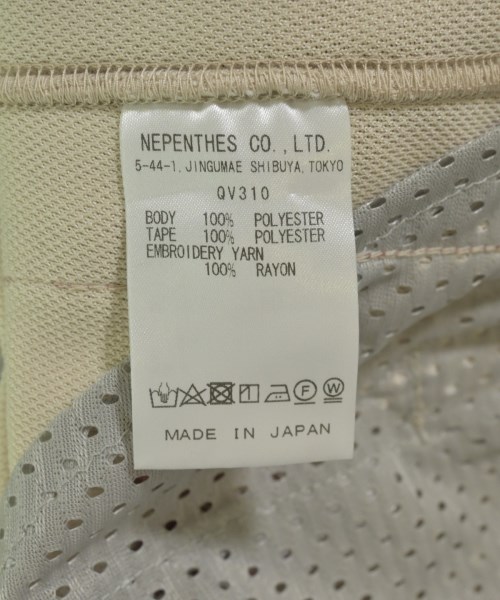 NEPENTHES CO.,LTD.
5-44-1, JINGUMAE SHIBUYA, TOKYO
QV310
BODY 100% POLYESTER
TAPE 100% POLYESTER
EMBROIDERY YARN
100% RAYON
F W
MADE IN JAPAN